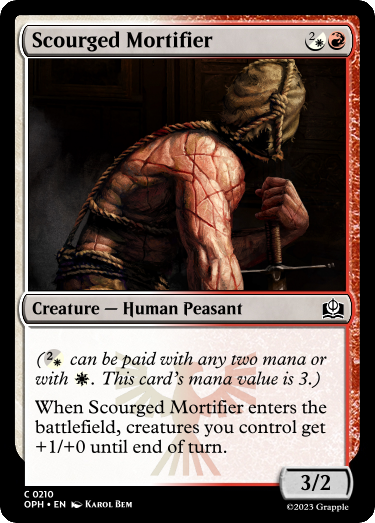 Scourged Mortifier
2
Creature — Human Peasant
(2 can be paid with any two mana or
with . This card's mana value is 3.)
When Scourged Mortifier enters the
battlefield, creatures you control get
+1/+0 until end of turn.
3/2
C 0210
OPH • EN Karol Bem
©2023 Grapple